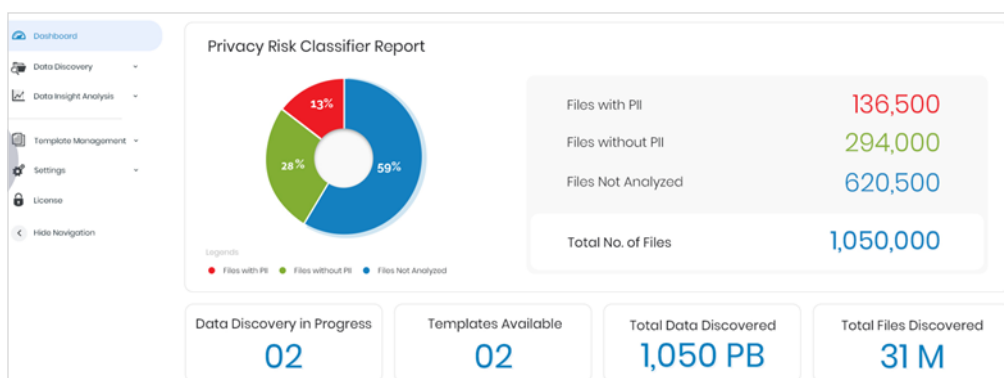 Dashboard
Data Discovery
Data Insight Analysis
Template Management
Settings
License
Hide Navigation
Privacy Risk Classifier Report
13%
28%
59%
Files with PII 136,500
Files without PII 294,000
Files Not Analyzed 620,500
Total No. of Files 1,050,000
Legends
Files with PII Files without PII Files Not Analyzed
Data Discovery in Progress
02
Templates Available
02
Total Data Discovered
1,050 PB
Total Files Discovered
31 M